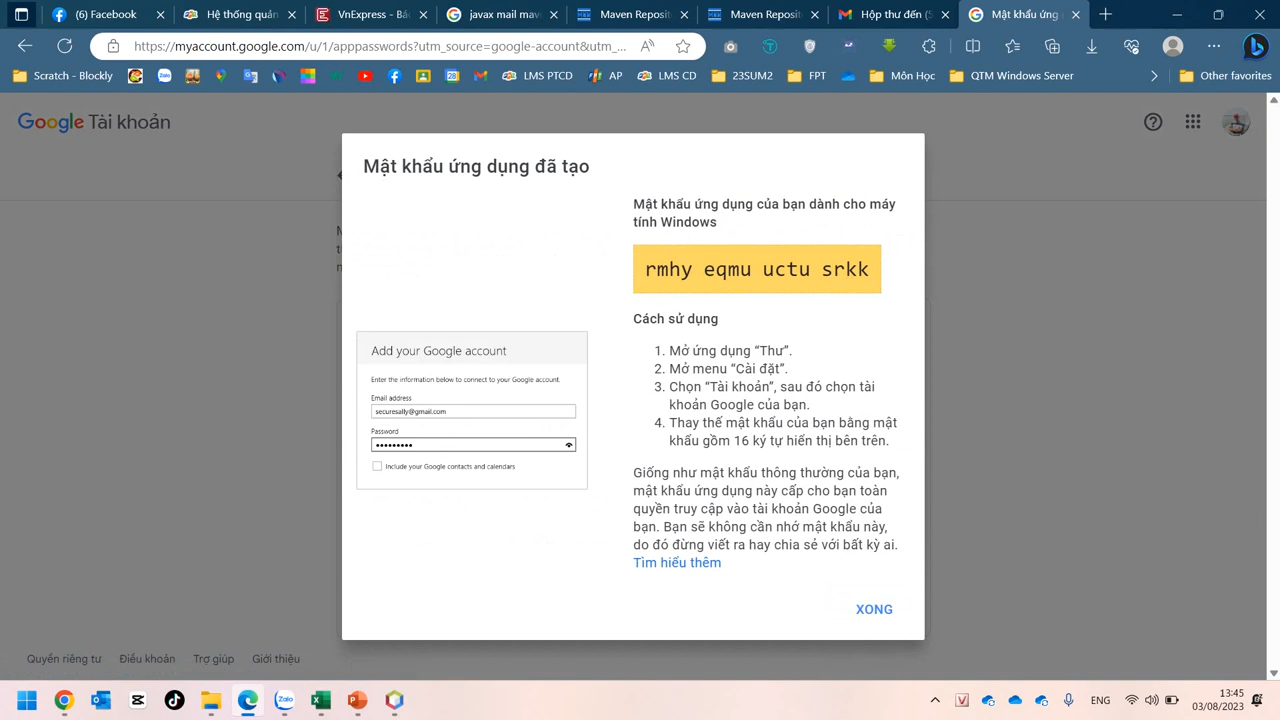 Facebook
Hệ thống quản
VnExpress - Bác
java mail mav
Maven Reposit
Maven Reposit
Hộp thư đến (5
Mật khẩu ứng
https://myaccount.google.com/u/1/apppasswords?utm_source=google-account&utm_...
Scratch - Blockly
LMS PTCD
AP
LMS CD
23SUM2
FPT
Môn Học
QTM Windows Server
Other favorites
Google Tài khoản
Mật khẩu ứng dụng đã tạo
Mật khẩu ứng dụng của bạn dành cho máy
tính Windows
rmhy eqmu uctu srkk
Add your Google account
Enter the information below to connect to your Google account.
Email address
securesally@gmail.com
Password
Include your Google contacts and calendars
Cách sử dụng
1. Mở ứng dụng “Thư”.
2. Mở menu “Cài đặt”.
3. Chọn “Tài khoản”, sau đó chọn tài
khoản Google của bạn.
4. Thay thế mật khẩu của bạn bằng mật
khẩu gồm 16 ký tự hiển thị bên trên.
Giống như mật khẩu thông thường của bạn,
mật khẩu ứng dụng này cấp cho bạn toàn
quyền truy cập vào tài khoản Google của
bạn. Bạn sẽ không cần nhớ mật khẩu này,
do đó đừng viết ra hay chia sẻ với bất kỳ ai.
Tìm hiểu thêm
XONG
Quyền riêng tư
Điều khoản
Trợ giúp
Giới thiệu
ENG
13:45
03/08/2023